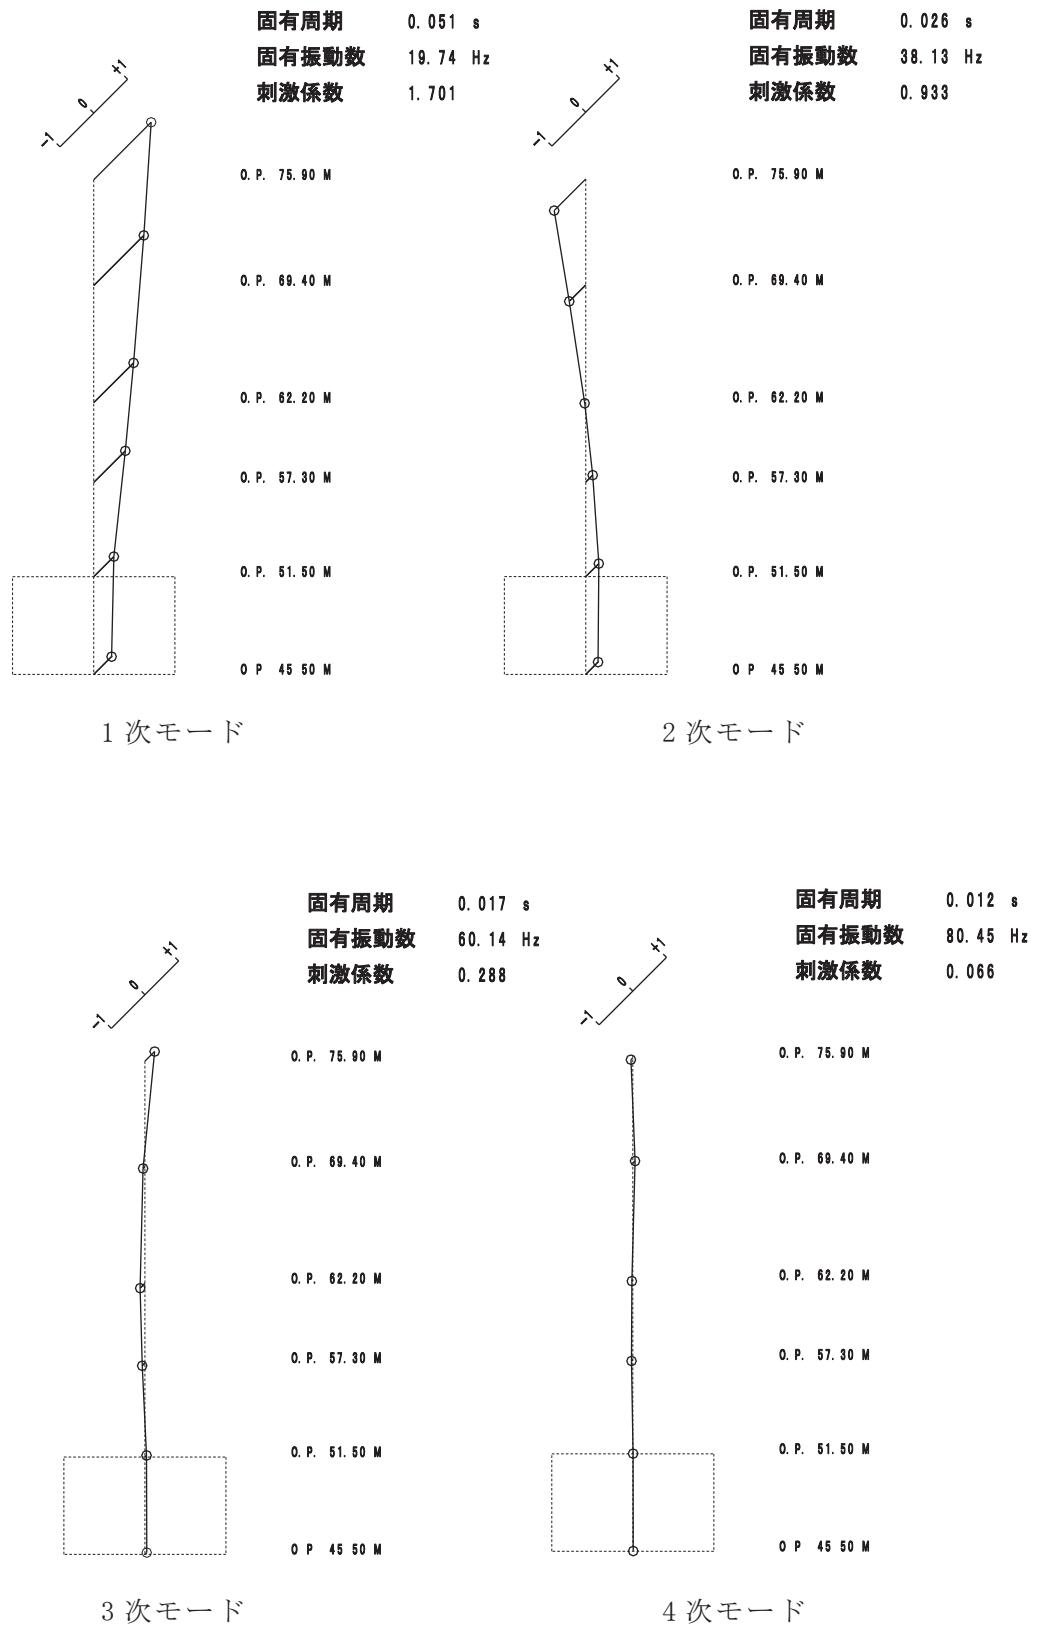 固有周期 0.051 s
固有振動数 19.74 Hz
刺激係数 1.701
-1 0 +1
O.P. 75.90 M
O.P. 69.40 M
O.P. 62.20 M
O.P. 57.30 M
O.P. 51.50 M
O P 45 50 M
1次モード
固有周期 0.026 s
固有振動数 38.13 Hz
刺激係数 0.933
-1 0 +1
O.P. 75.90 M
O.P. 69.40 M
O.P. 62.20 M
O.P. 57.30 M
O.P. 51.50 M
O P 45 50 M
2次モード
固有周期 0.017 s
固有振動数 60.14 Hz
刺激係数 0.288
-1 0 +1
O.P. 75.90 M
O.P. 69.40 M
O.P. 62.20 M
O.P. 57.30 M
O.P. 51.50 M
O P 45 50 M
3次モード
固有周期 0.012 s
固有振動数 80.45 Hz
刺激係数 0.066
-1 0 +1
O.P. 75.90 M
O.P. 69.40 M
O.P. 62.20 M
O.P. 57.30 M
O.P. 51.50 M
O P 45 50 M
4次モード